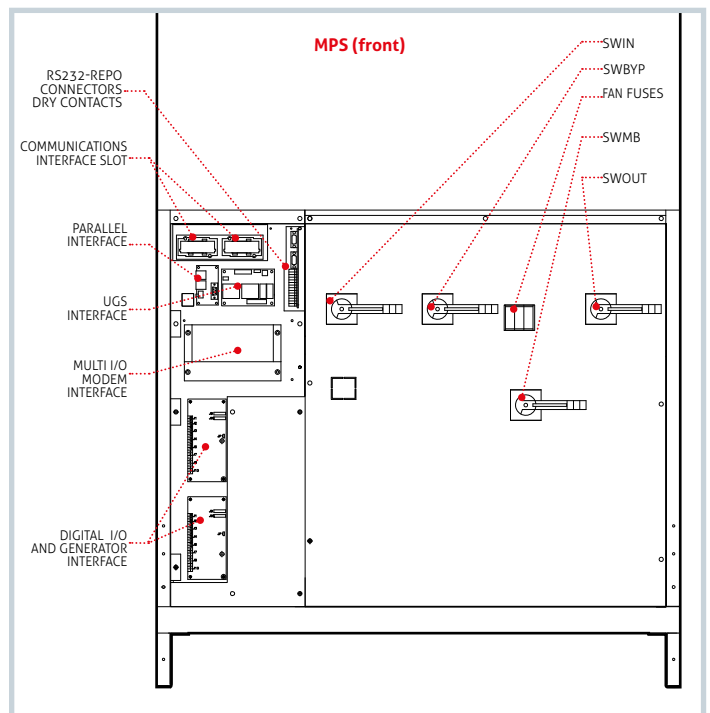 MPS (front)
RS232-REPO
CONNECTORS
DRY CONTACTS
COMMUNICATIONS
INTERFACE SLOT
PARALLEL
INTERFACE
UGS
INTERFACE
MULTI I/O
MODEM
INTERFACE
DIGITAL I/O
AND GENERATOR
INTERFACE
SWIN
SWBYP
FAN FUSES
SWMB
SWOUT